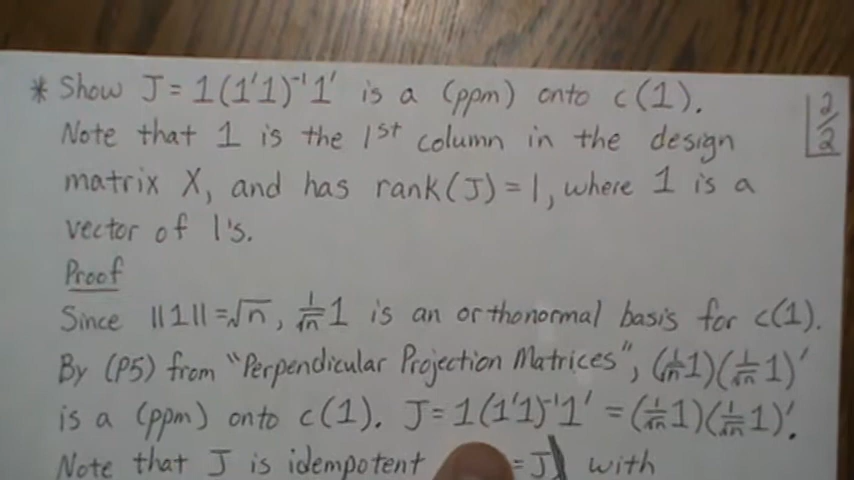 * Show J = 1(1'1)⁻¹1' is a (ppm) onto c(1).
2/2
Note that 1 is the 1st column in the design
matrix X, and has rank(J) = 1, where 1 is a
vector of 1's.
Proof
Since ||1|| = √n, 1/√n 1 is an orthonormal basis for c(1).
By (P5) from "Perpendicular Projection Matrices", (1/√n 1)(1/√n 1)'
is a (ppm) onto c(1). J = 1(1'1)⁻¹1' = (1/√n 1)(1/√n 1)'.
Note that J is idempotent = J) with